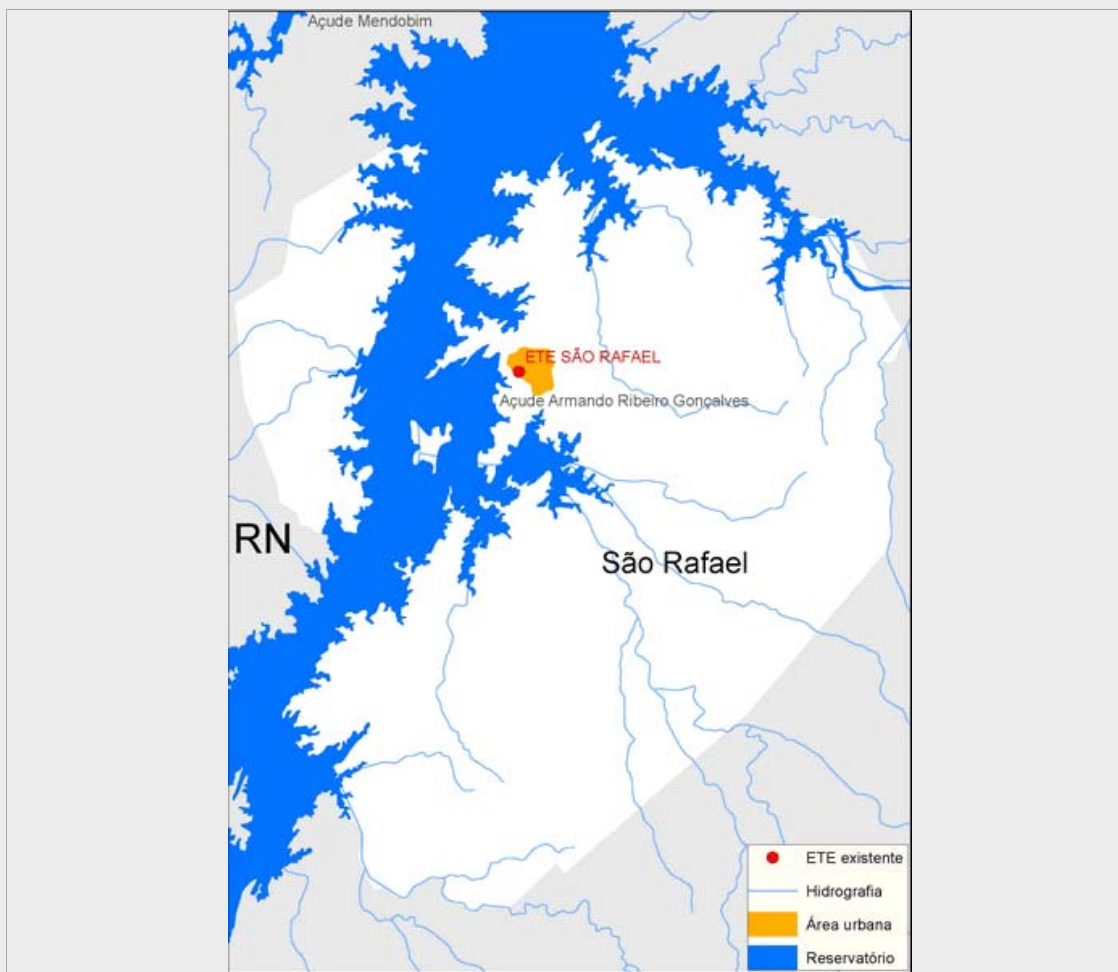 Açude Mendobim
ETE SÃO RAFAEL
Açude Armando Ribeiro Gonçalves
RN
São Rafael
ETE existente
Hidrografia
Área urbana
Reservatório